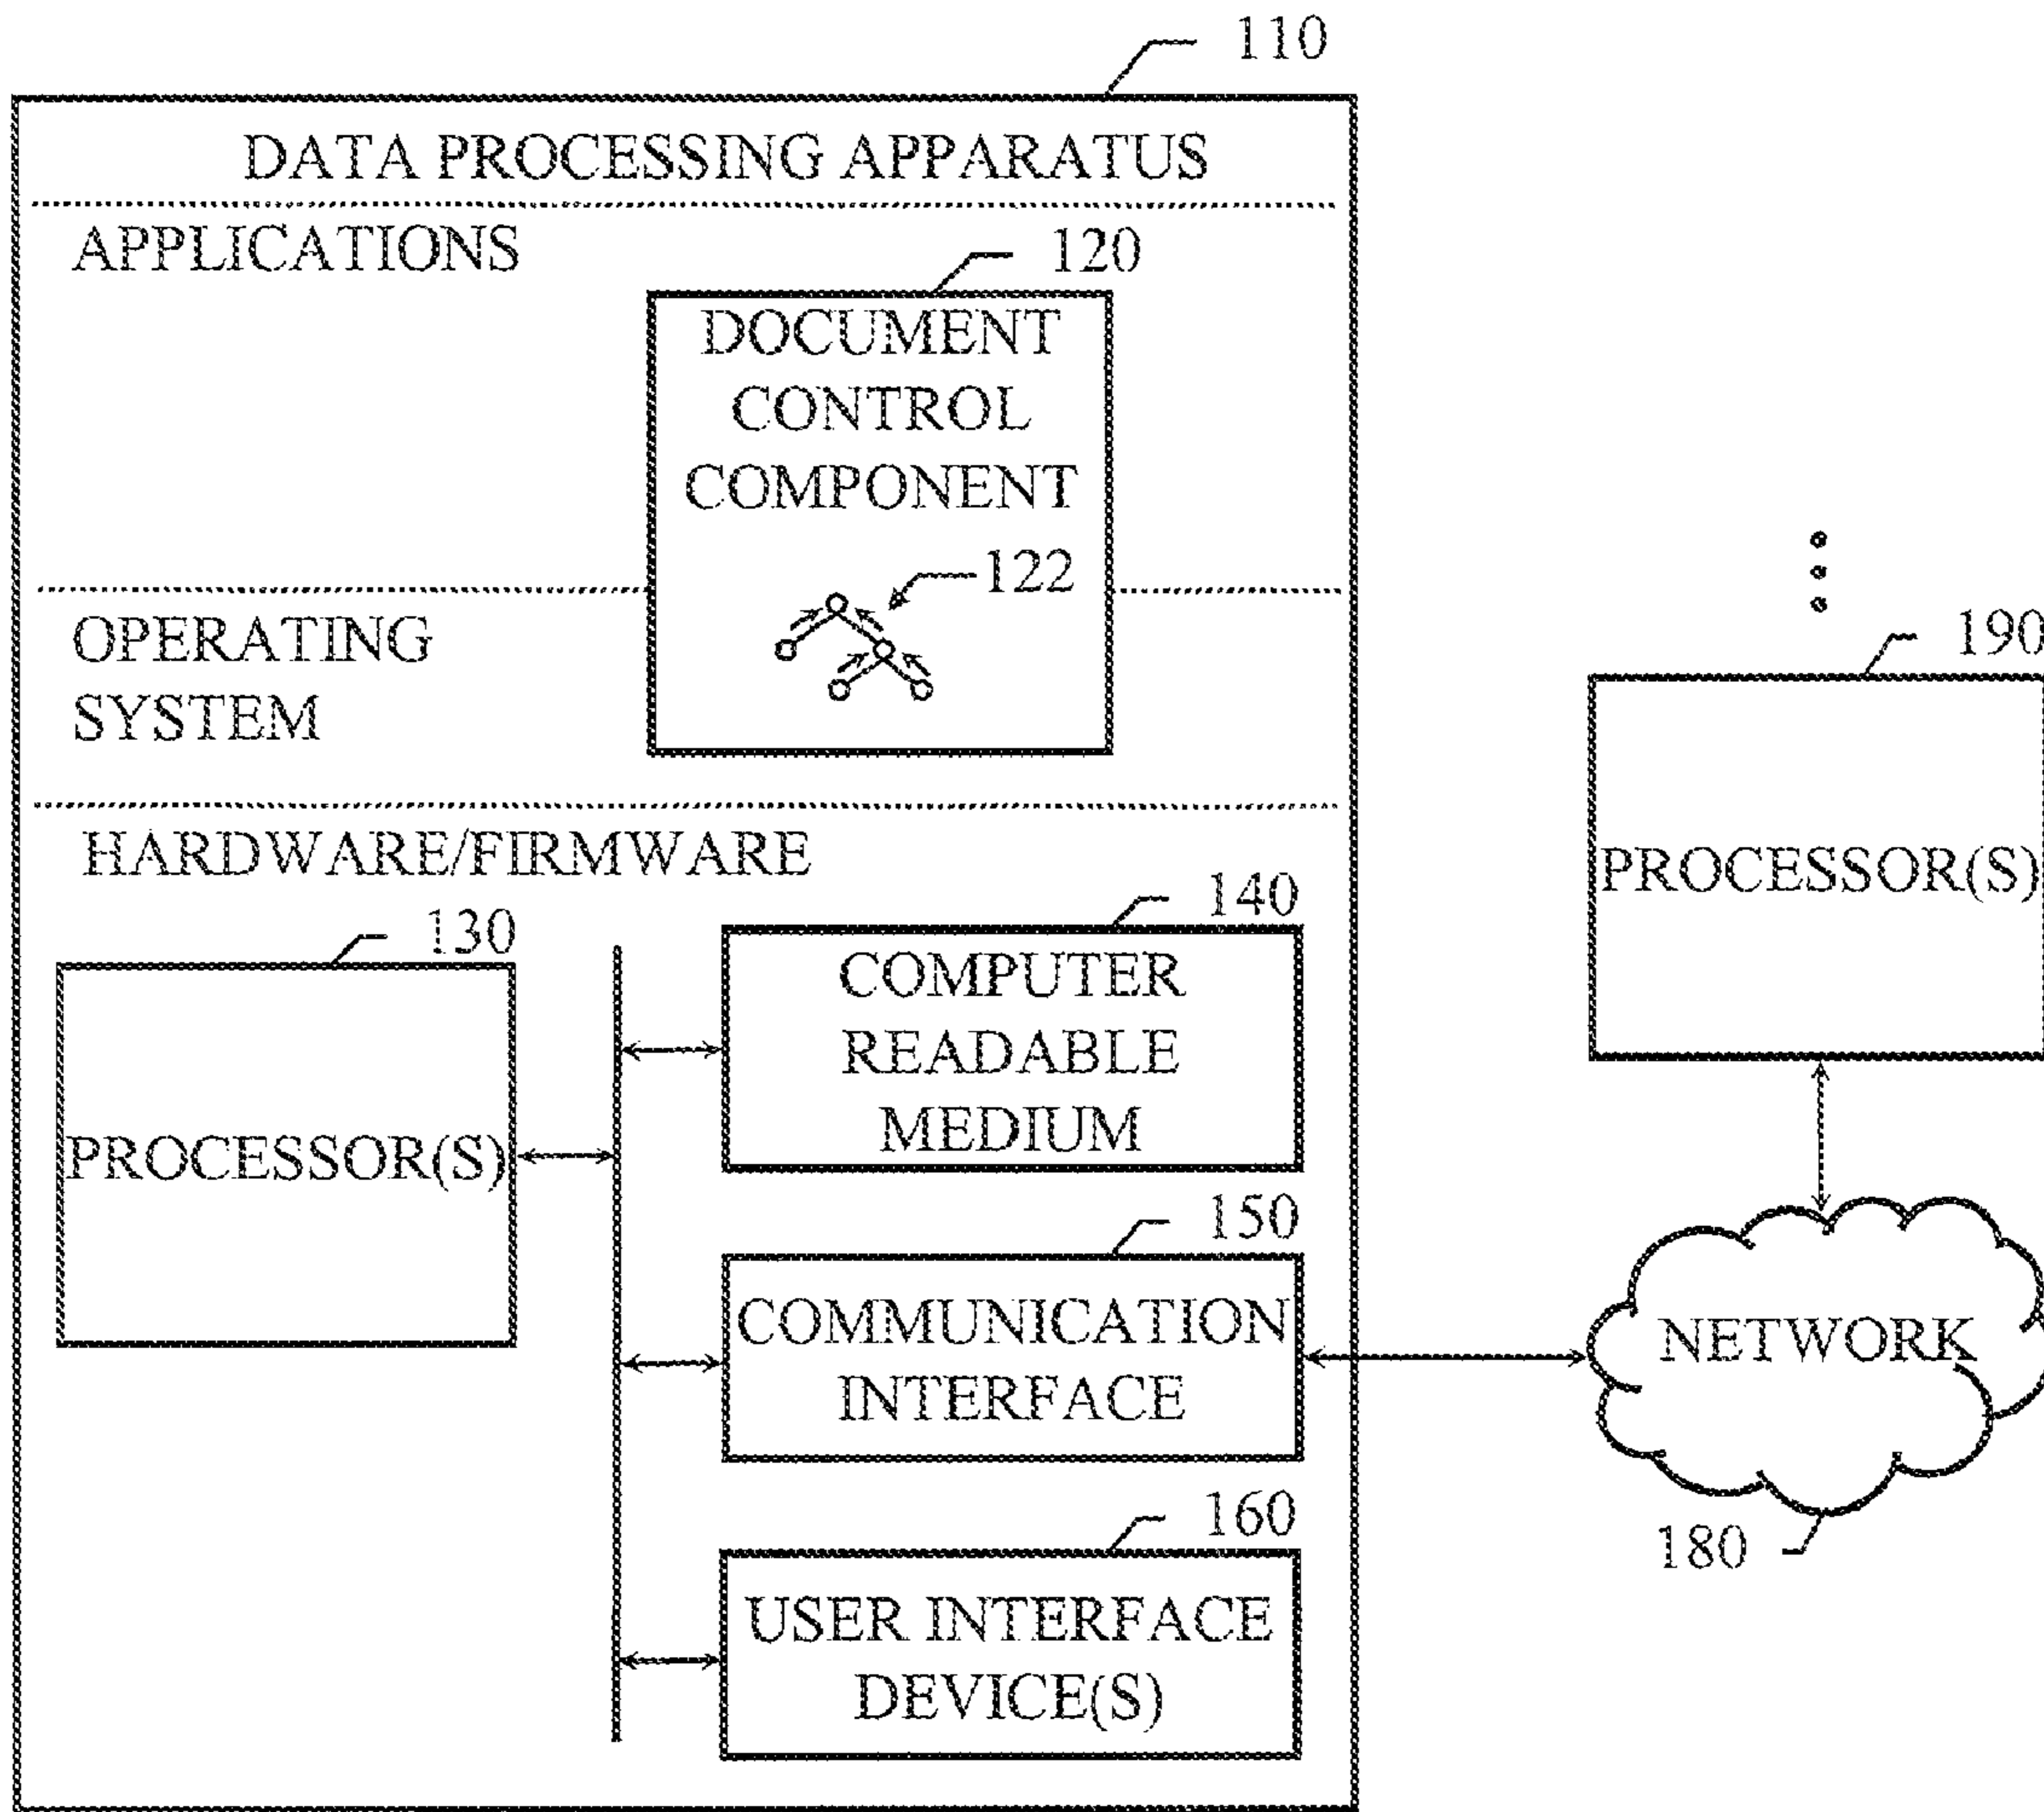 110
DATA PROCESSING APPARATUS
APPLICATIONS
120
DOCUMENT
CONTROL
COMPONENT
122
OPERATING
SYSTEM
190
PROCESSOR(S)
HARDWARE/FIRMWARE
130
PROCESSOR(S)
140
COMPUTER
READABLE
MEDIUM
150
COMMUNICATION
INTERFACE
NETWORK
180
160
USER INTERFACE
DEVICE(S)